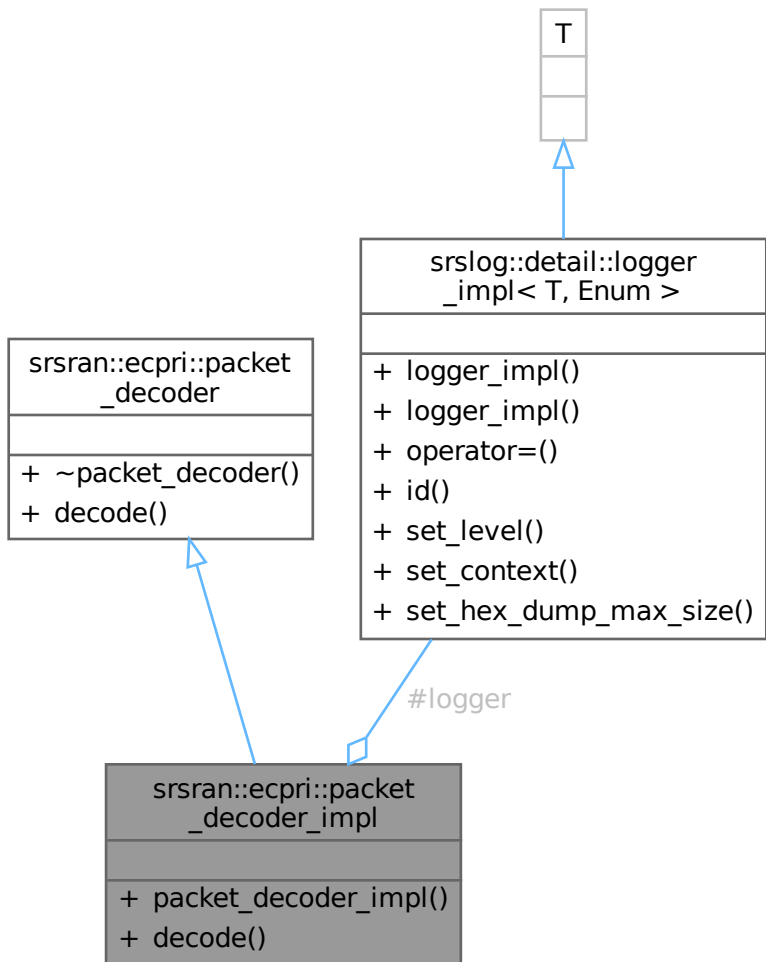 T
srslog::detail::logger
_impl< T, Enum >
+ logger_impl()
+ logger_impl()
+ operator=()
+ id()
+ set_level()
+ set_context()
+ set_hex_dump_max_size()
srsran::ecpri::packet
_decoder
+ ~packet_decoder()
+ decode()
#logger
srsran::ecpri::packet
_decoder_impl
+ packet_decoder_impl()
+ decode()